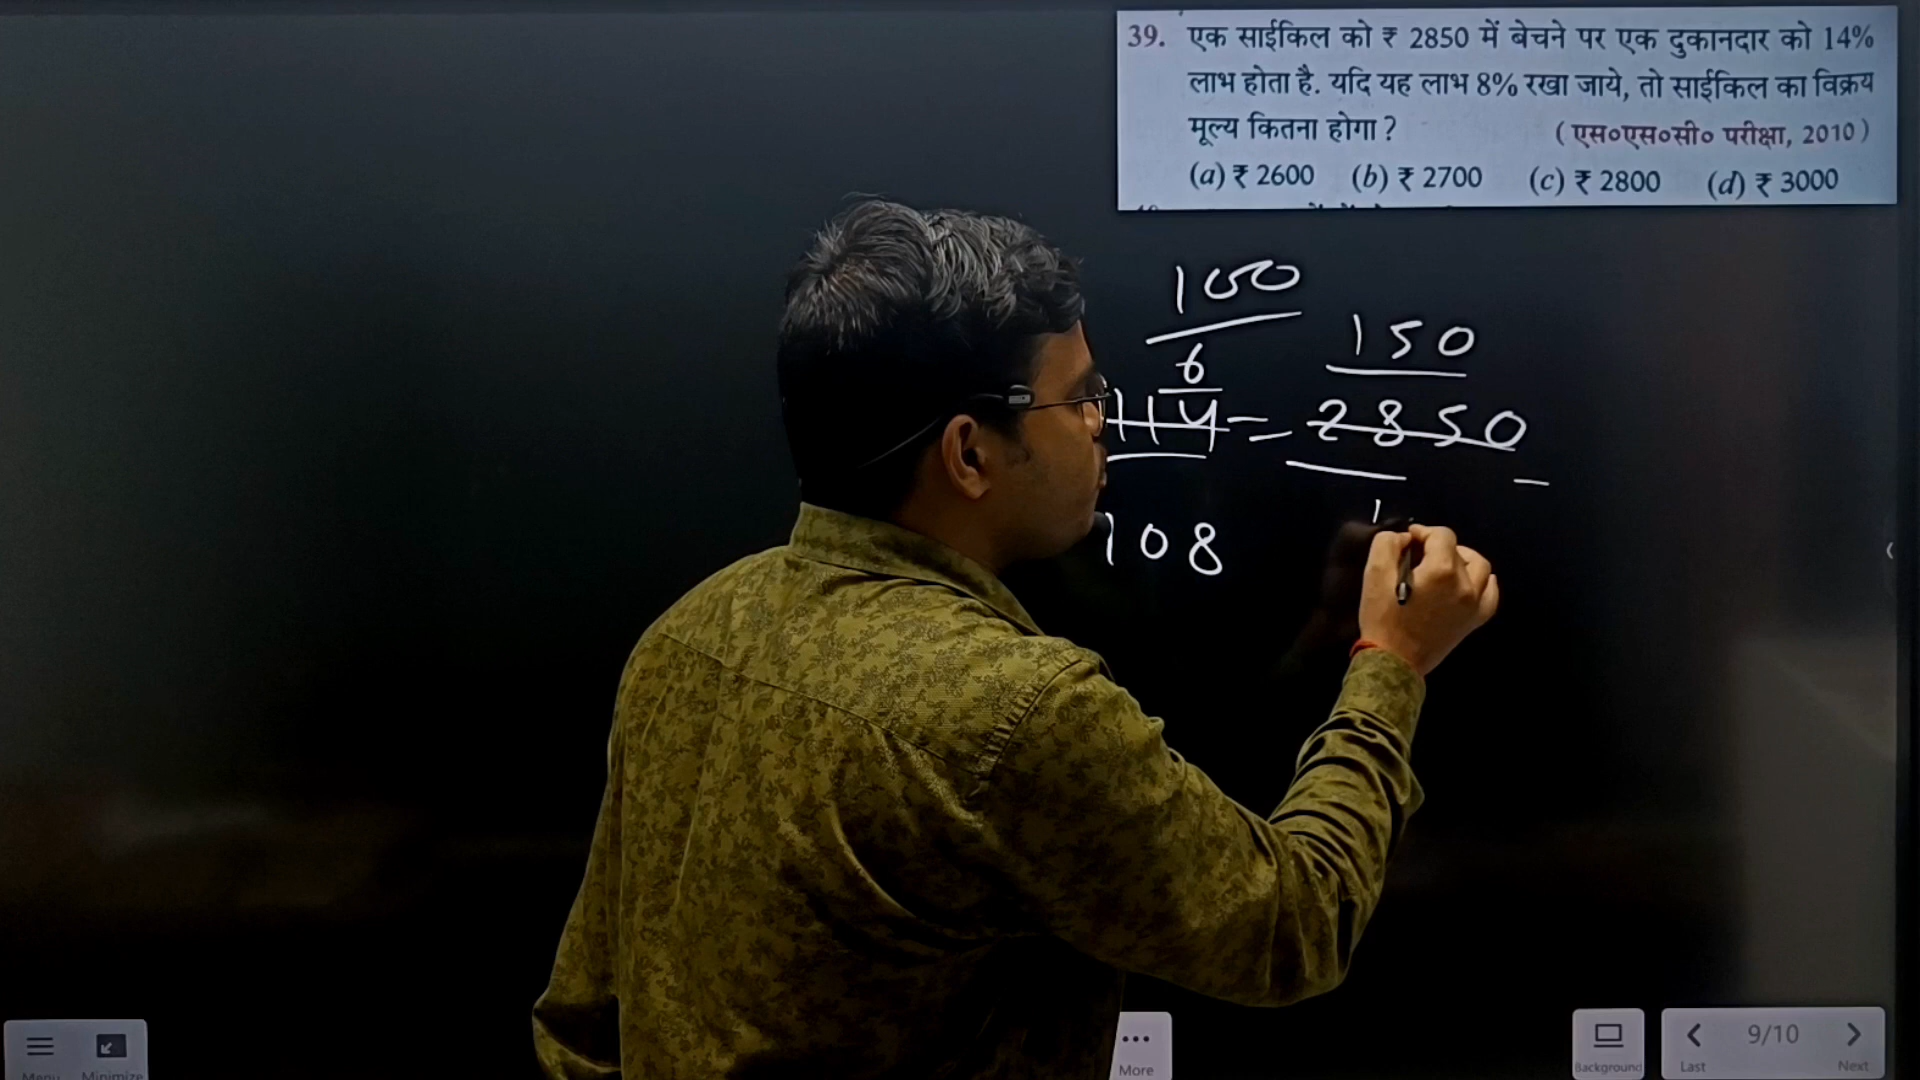 39. एक साईकिल को ₹ 2850 में बेचने पर एक दुकानदार को 14%
लाभ होता है. यदि यह लाभ 8% रखा जाये, तो साईकिल का विक्रय
मूल्य कितना होगा ? (एस०एस०सी० परीक्षा, 2010)
(a) ₹ 2600 (b) ₹ 2700 (c) ₹ 2800 (d) ₹ 3000
100
150
6
114 = 2850
108 1
Menu Minimize
More
Background
9/10
Last Next